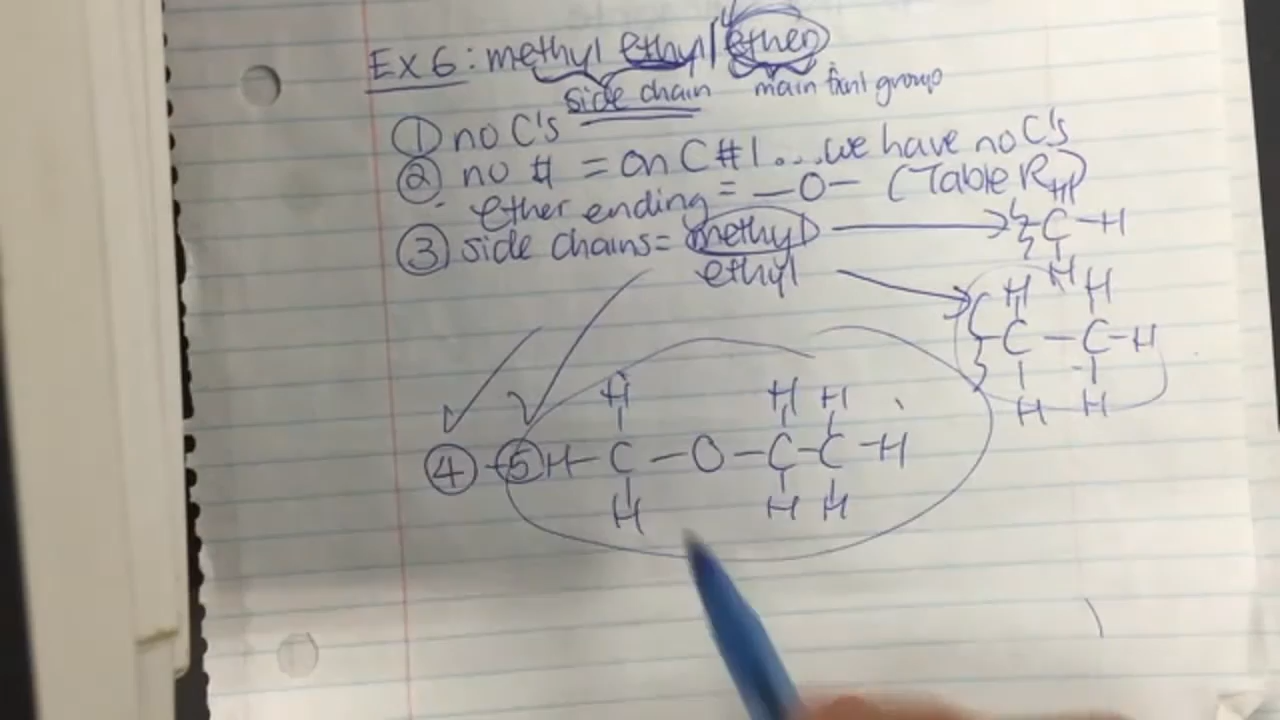 EX 6: methyl ethyl ether
side chain main funl group
① no C's
② no # = on C #1...we have no C's
ether ending = —O— (Table R)
③ side chains = methyl
ethyl
H
C—H
H
H H
C—C—H
H H
H H H
④ ⑤ H—C—O—C—C—H
H H H